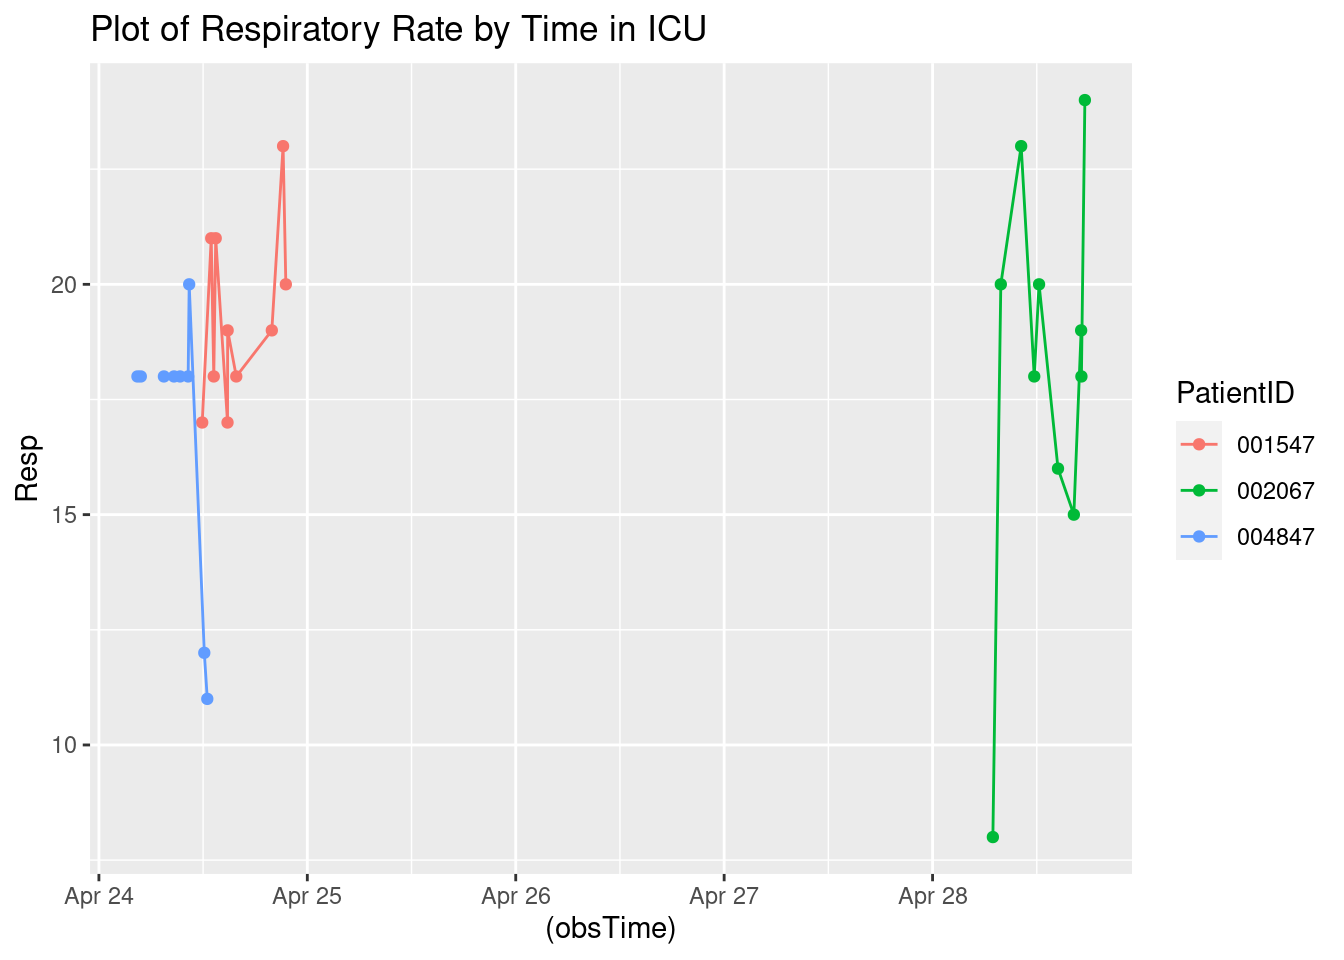 Plot of Respiratory Rate by Time in ICU
Resp
20
15
10
Apr 24
Apr 25
Apr 26
Apr 27
Apr 28
(obsTime)
PatientID
001547
002067
004847